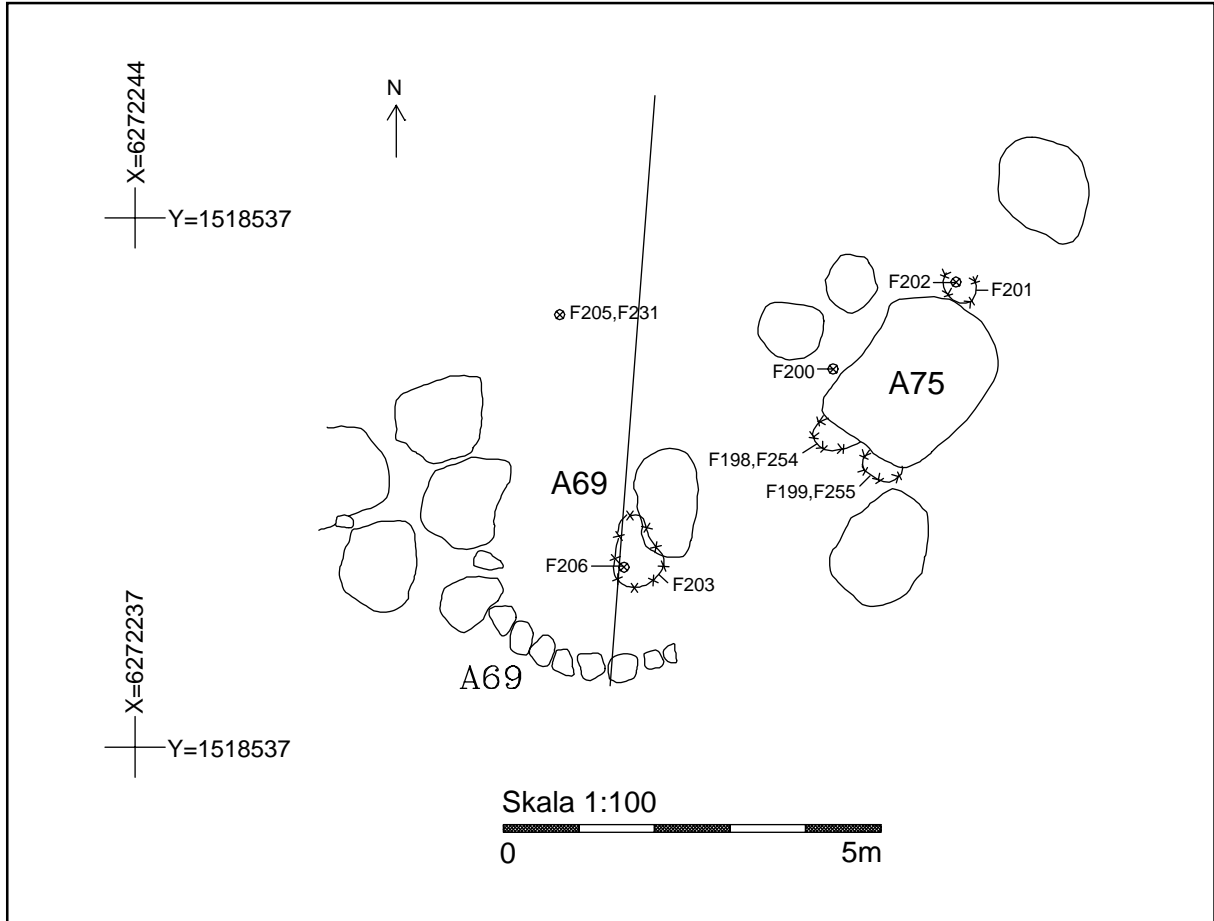 X=6272244
N
Y=1518537
F202
F201
F205,F231
F200
A75
F198,F254
A69
F199,F255
F206
F203
A69
X=6272237
Y=1518537
Skala 1:100
0 5m